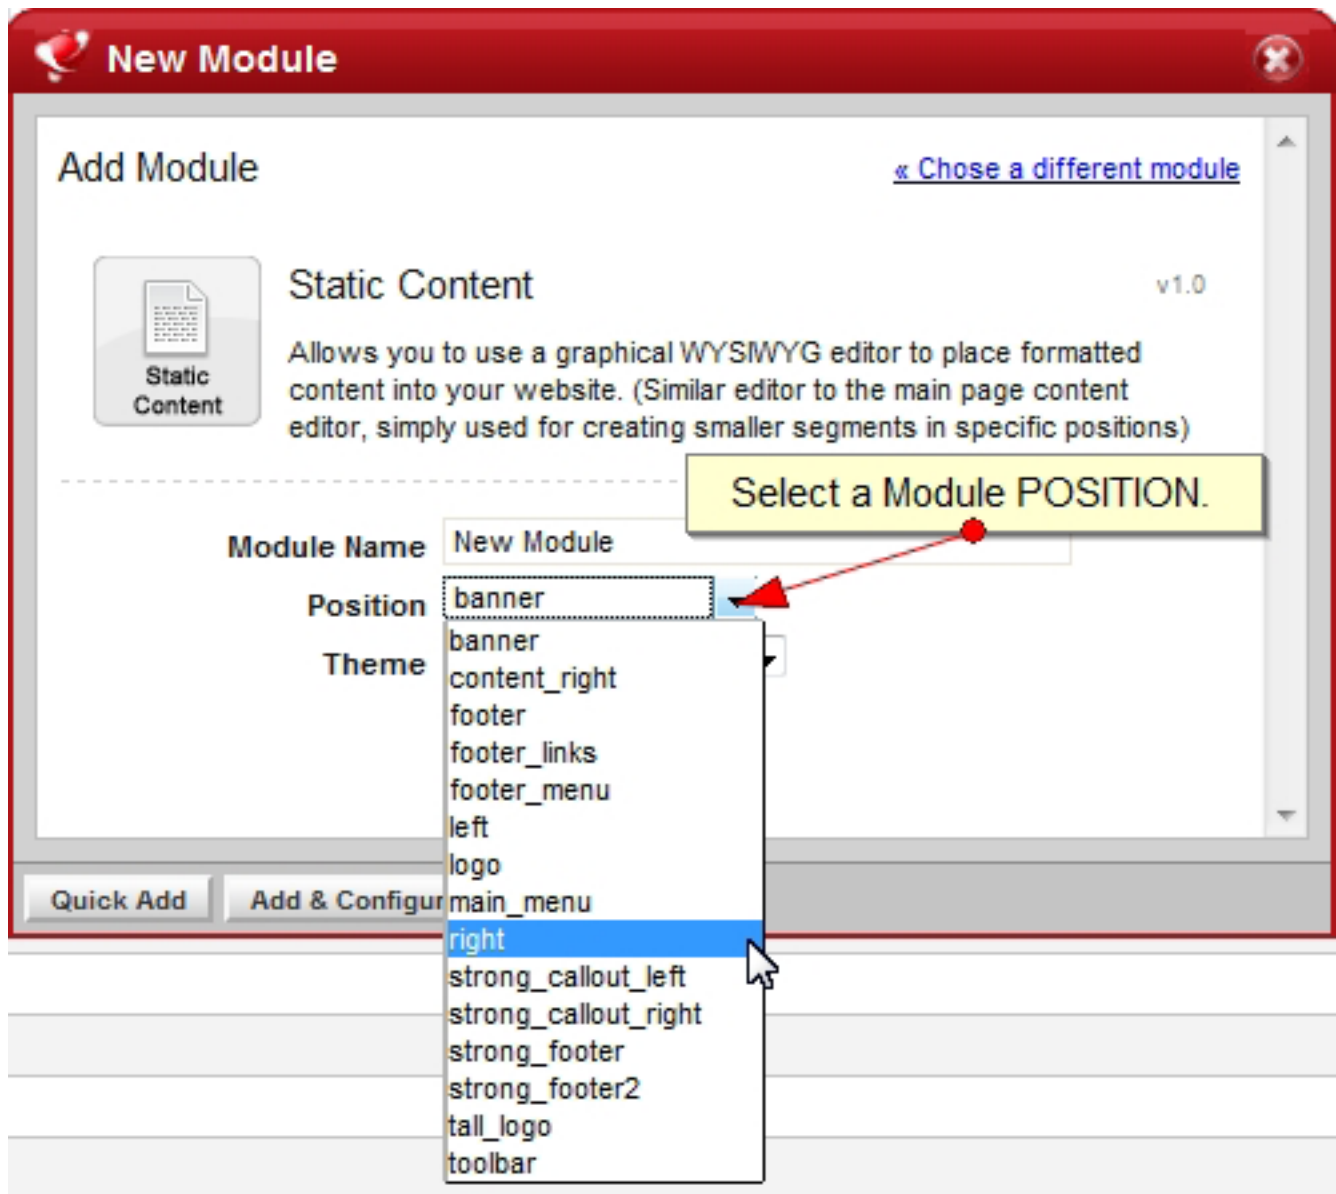 New Module
Add Module
« Chose a different module
Static Content
v1.0
Static
Content
Allows you to use a graphical WYSIWYG editor to place formatted
content into your website. (Similar editor to the main page content
editor, simply used for creating smaller segments in specific positions)
Select a Module POSITION.
Module Name
New Module
Position
banner
Theme
banner
content_right
footer
footer_links
footer_menu
left
logo
main_menu
right
strong_callout_left
strong_callout_right
strong_footer
strong_footer2
tall_logo
toolbar
Quick Add
Add & Configur